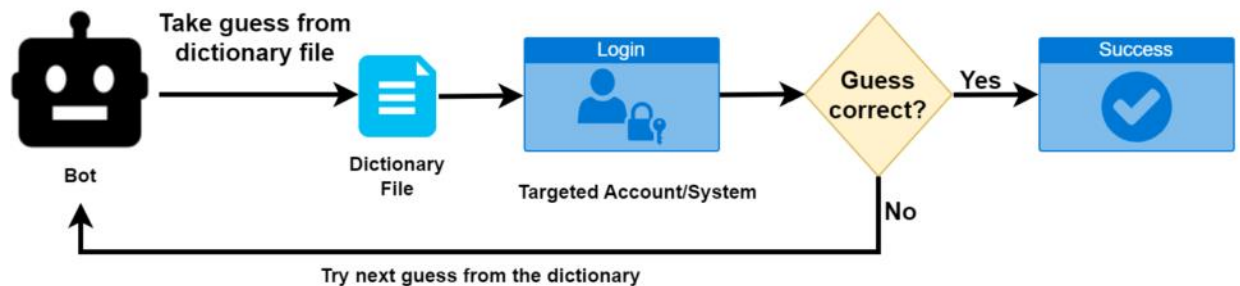 Take guess from
dictionary file
Login
Success
Guess
correct?
Yes
Bot
Dictionary
File
Targeted Account/System
No
Try next guess from the dictionary